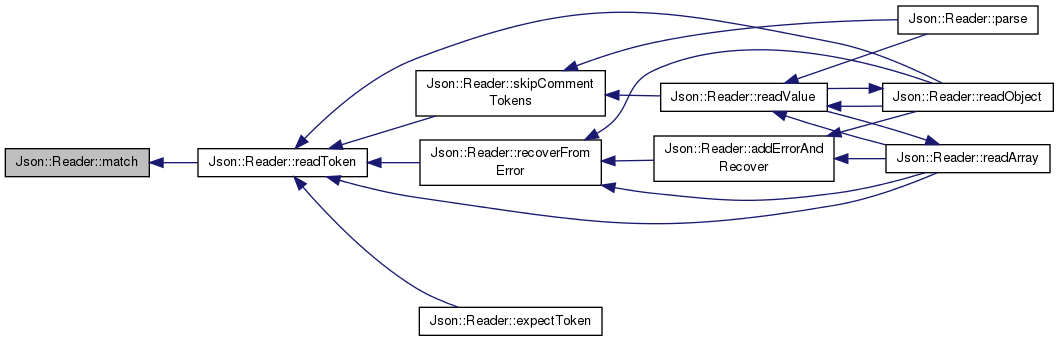 Json::Reader::parse
Json::Reader::skipComment
Tokens
Json::Reader::readValue
Json::Reader::readObject
Json::Reader::match
Json::Reader::readToken
Json::Reader::recoverFrom
Error
Json::Reader::addErrorAnd
Recover
Json::Reader::readArray
Json::Reader::expectToken